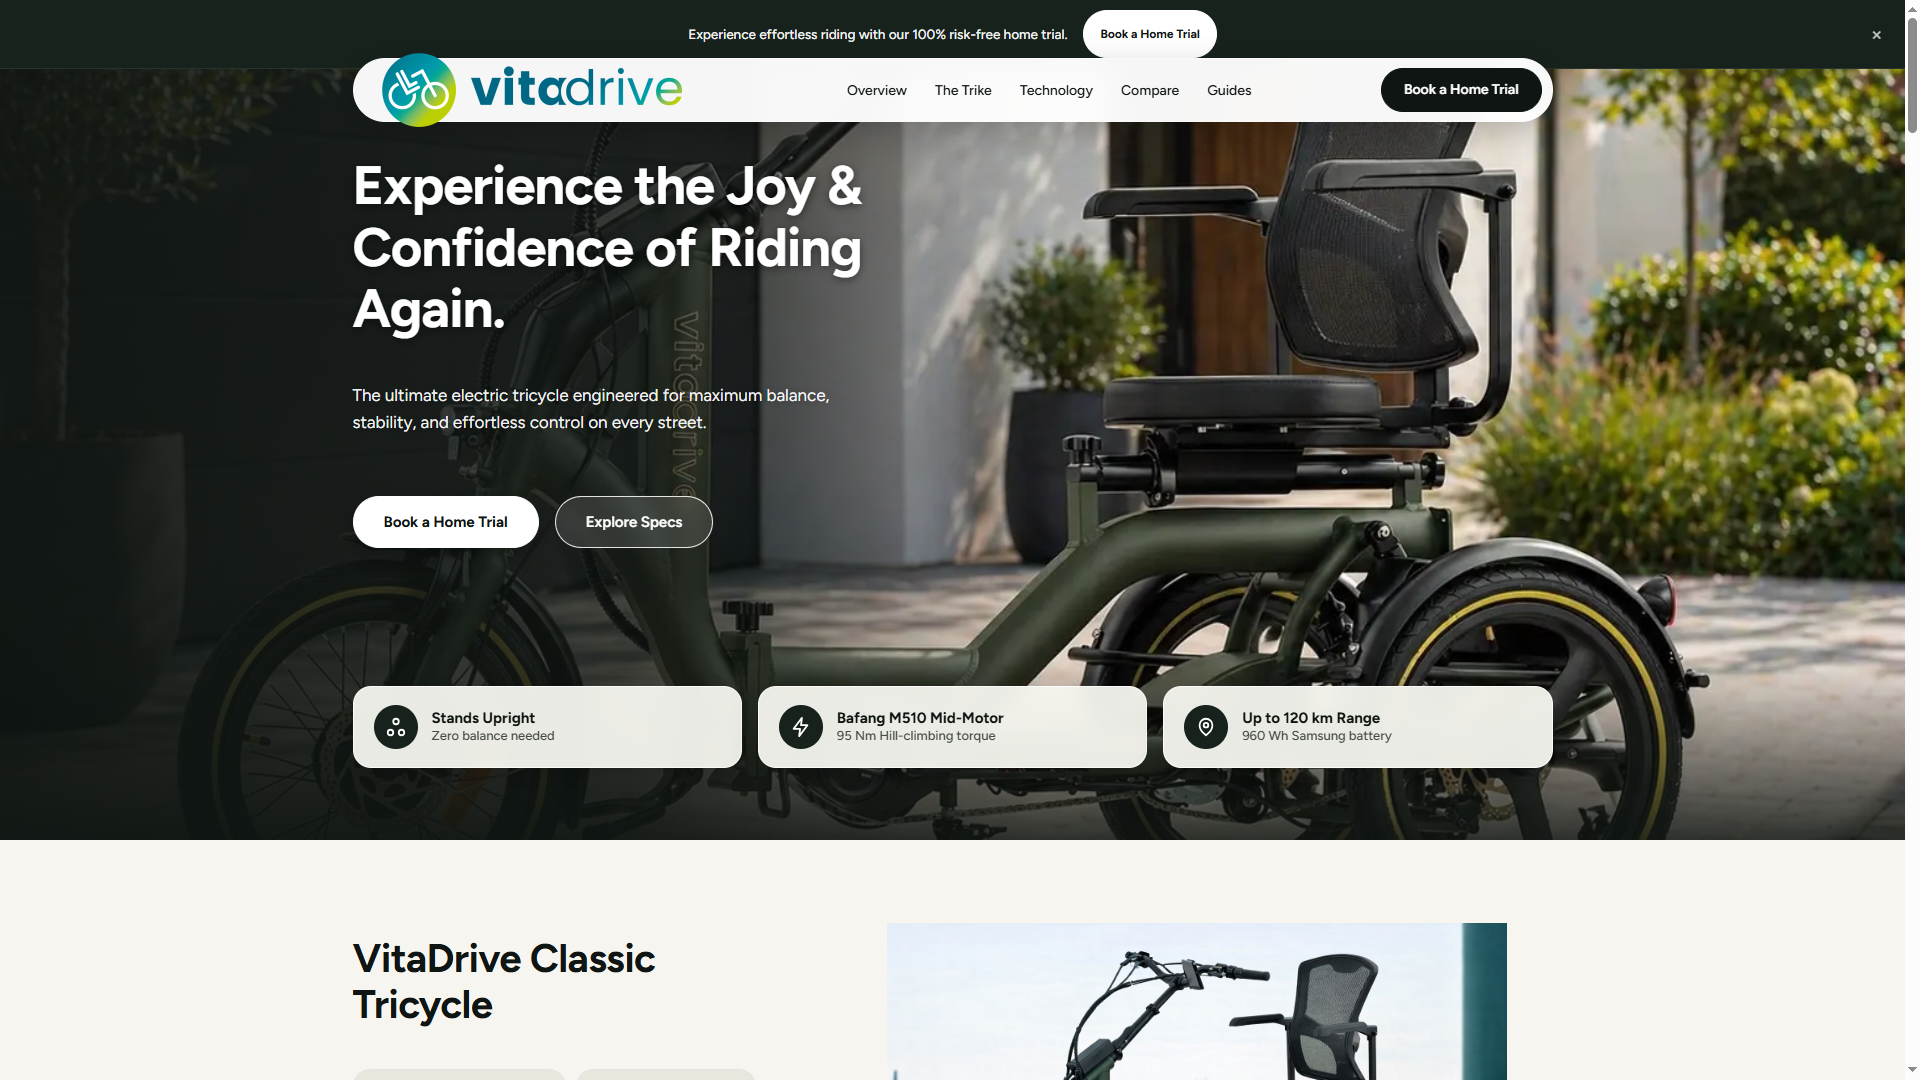 Experience effortless riding with our 100% risk-free home trial.
Book a Home Trial
×
vitadrive
Overview
The Trike
Technology
Compare
Guides
Book a Home Trial
Experience the Joy &
Confidence of Riding
Again.
vitadrive
The ultimate electric tricycle engineered for maximum balance,
stability, and effortless control on every street.
Book a Home Trial
Explore Specs
Stands Upright
Zero balance needed
Bafang M510 Mid-Motor
95 Nm Hill-climbing torque
Up to 120 km Range
960 Wh Samsung battery
VitaDrive Classic
Tricycle